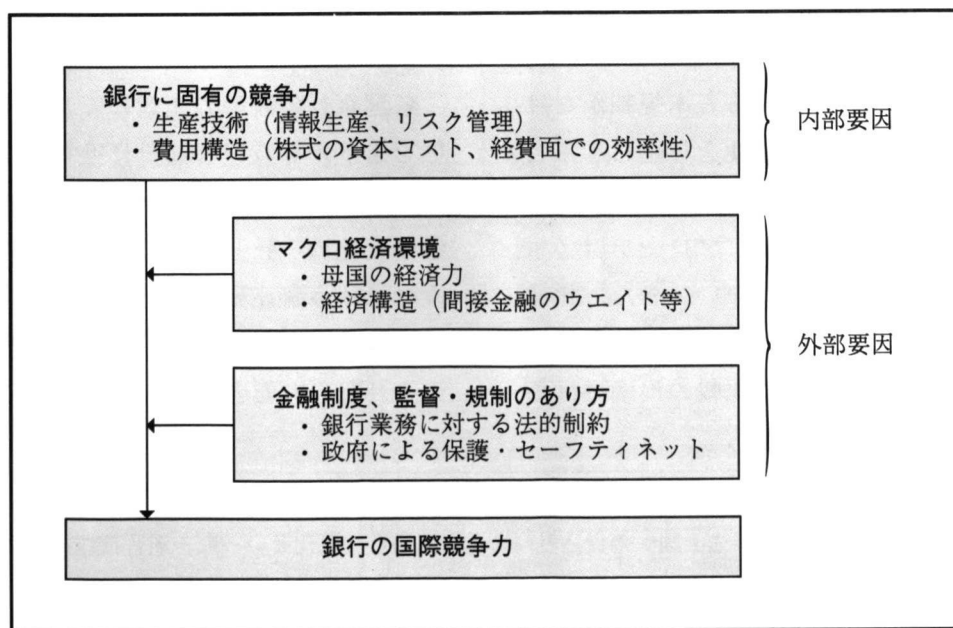 銀行に固有の競争力
・生産技術(情報生産、リスク管理)
・費用構造(株式の資本コスト、経費面での効率性)
内部要因
マクロ経済環境
・母国の経済力
・経済構造(間接金融のウエイト等)
外部要因
金融制度、監督・規制のあり方
・銀行業務に対する法的制約
・政府による保護・セーフティネット
銀行の国際競争力